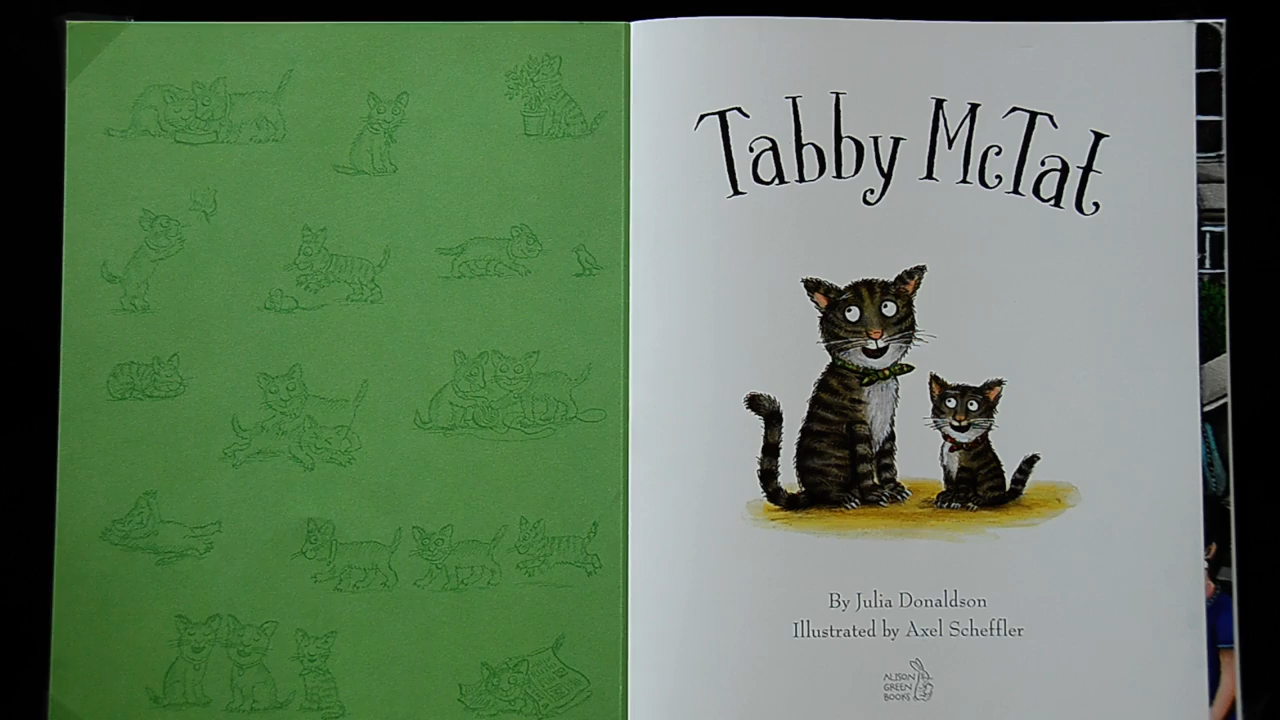 Tabby McTat
By Julia Donaldson
Illustrated by Axel Scheffler
ALISON
GREEN
BOOKS